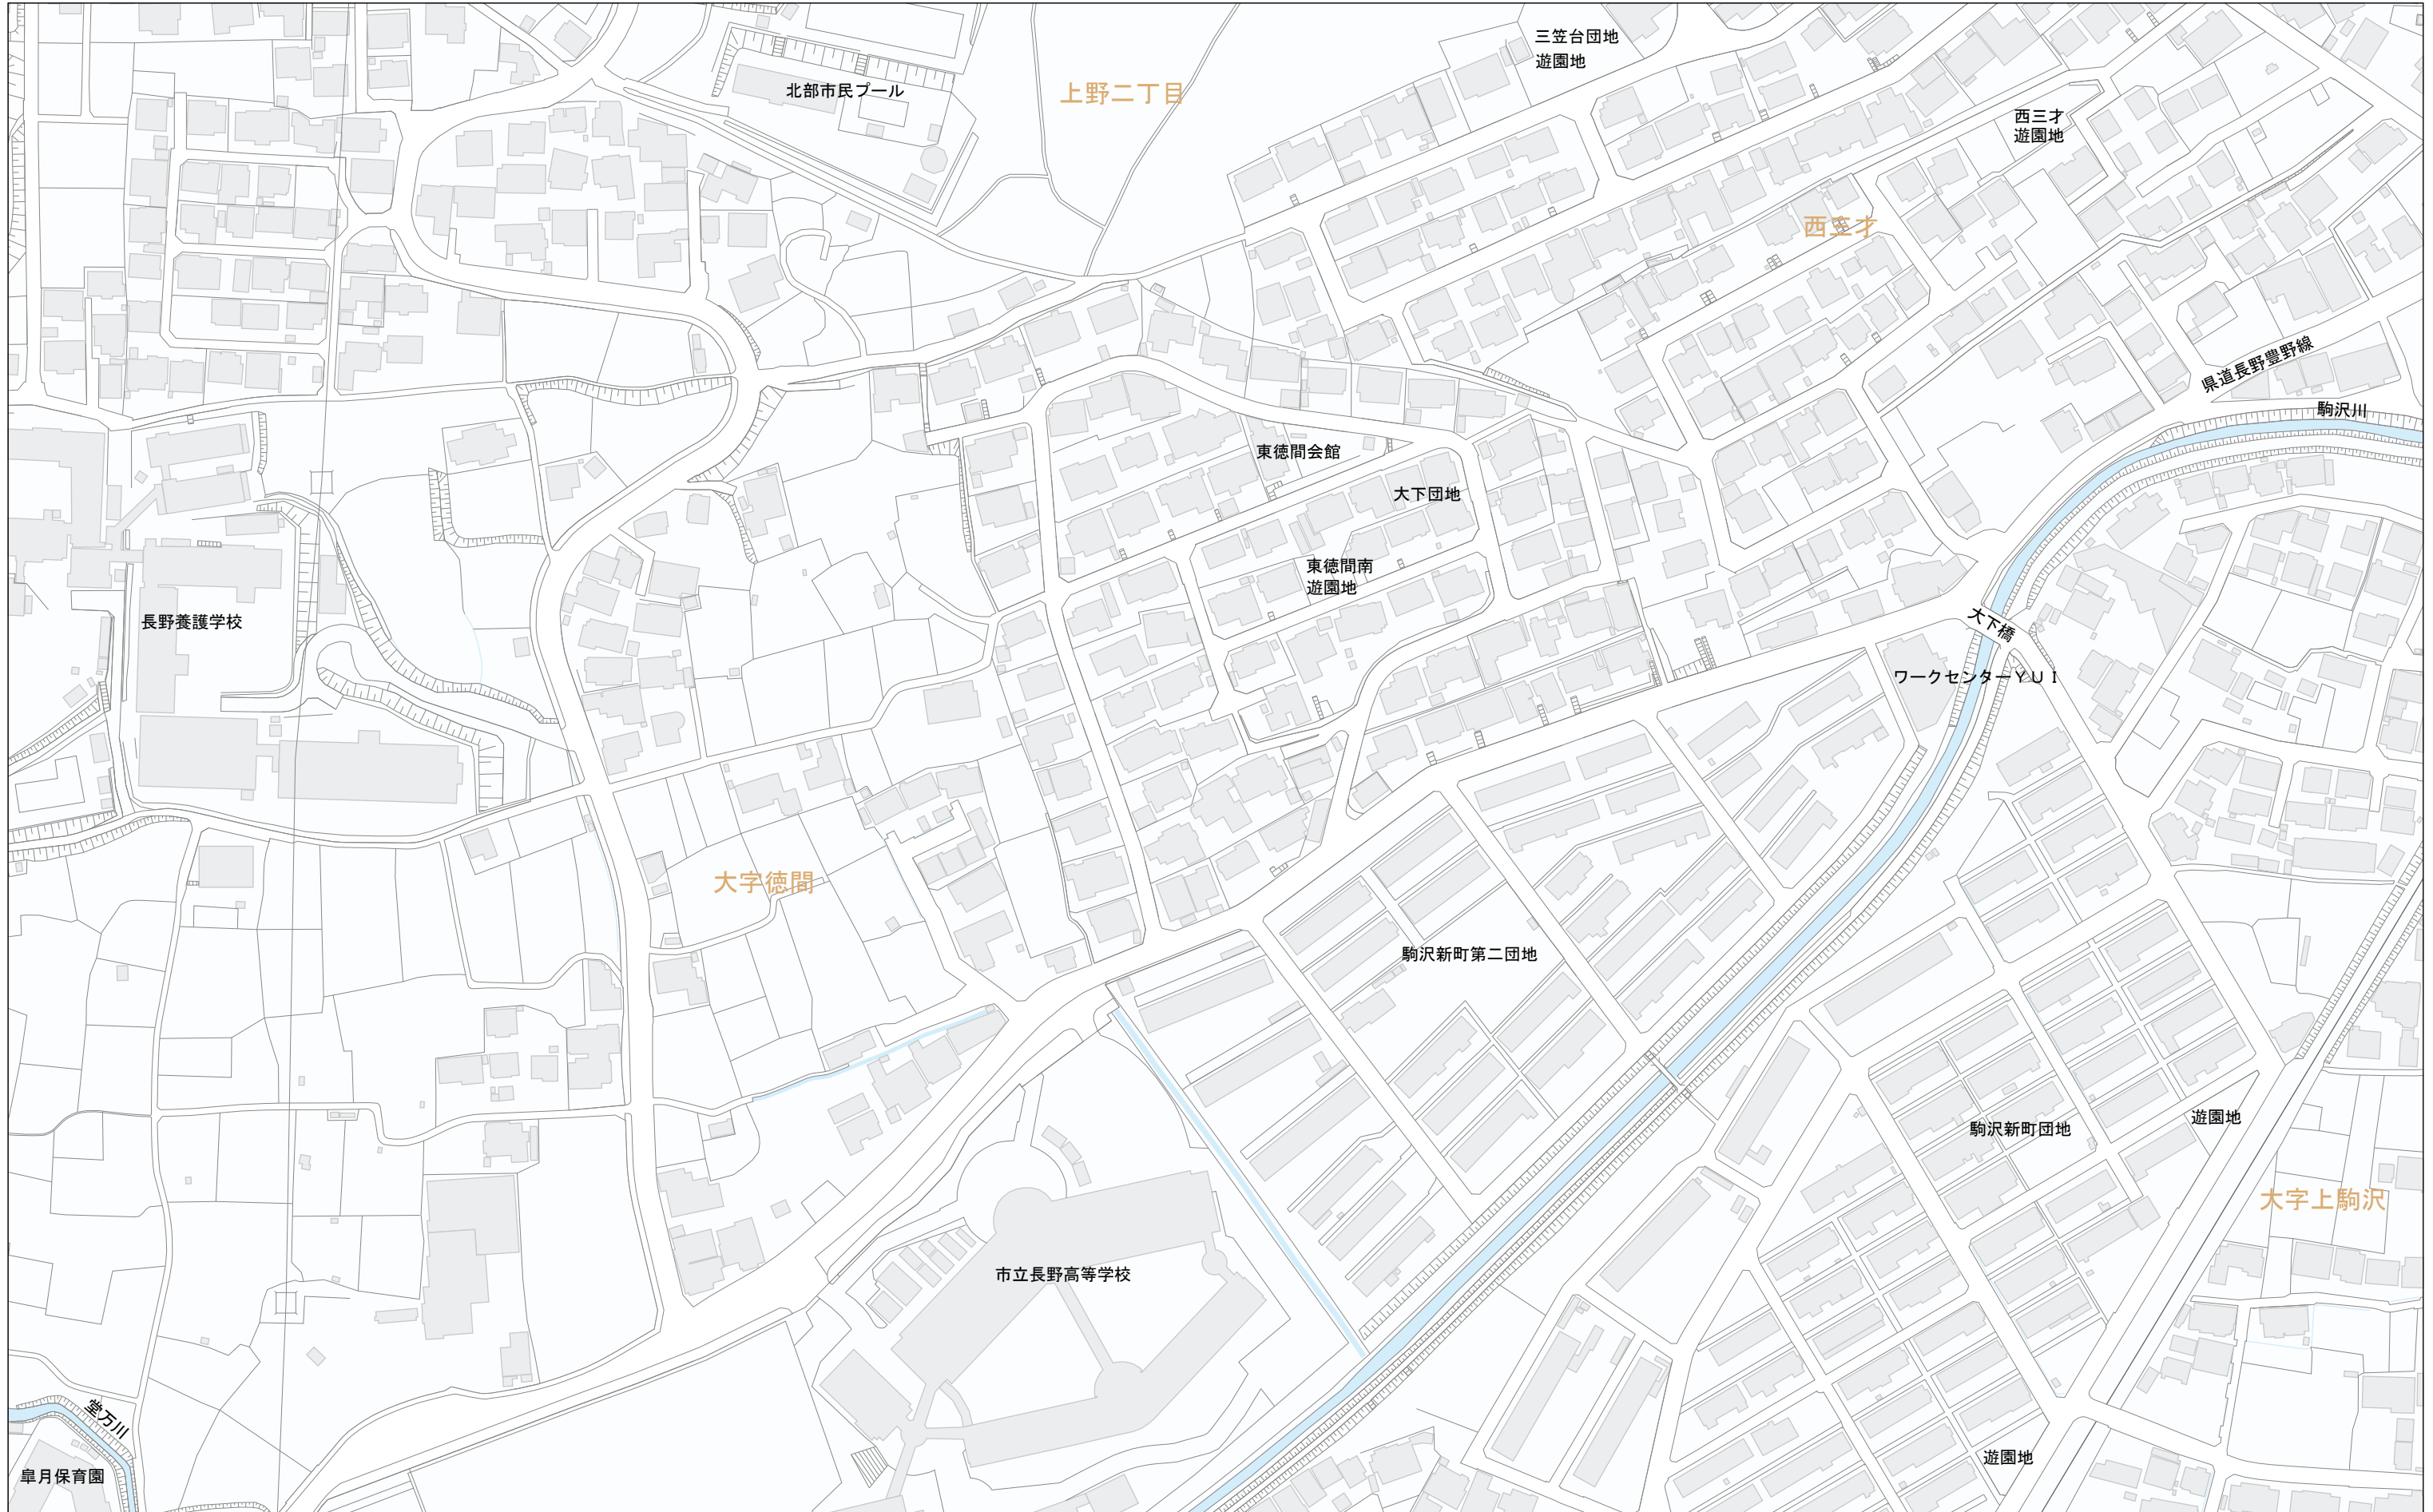 三笠台団地
遊園地
北部市民プール
上野二丁目
西三才
遊園地
西三才
県道長野豊野線
駒沢川
東徳間会館
大下団地
東徳間南
遊園地
長野養護学校
大下橋
ワークセンターＹＵＩ
大字徳間
駒沢新町第二団地
遊園地
駒沢新町団地
大字上駒沢
市立長野高等学校
堂万川
遊園地
皐月保育園